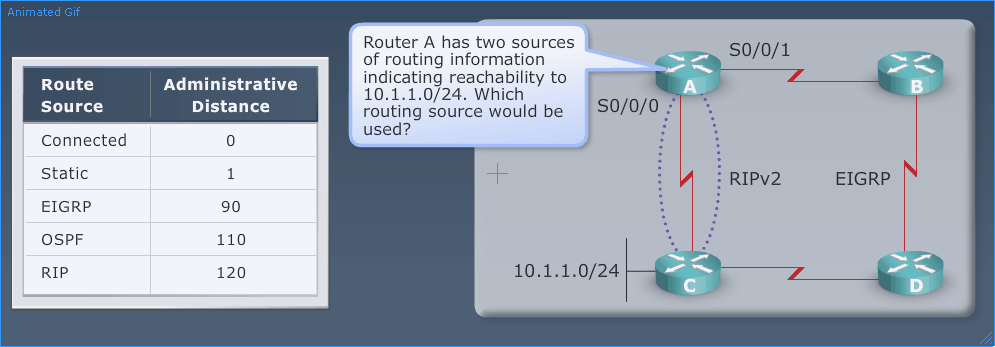 Animated Gif
Route
Source
Administrative
Distance
Connected 0
Static 1
EIGRP 90
OSPF 110
RIP 120
Router A has two sources
of routing information
indicating reachability to
10.1.1.0/24. Which
routing source would be
used?
S0/0/1
A
B
S0/0/0
RIPv2
EIGRP
10.1.1.0/24
C
D